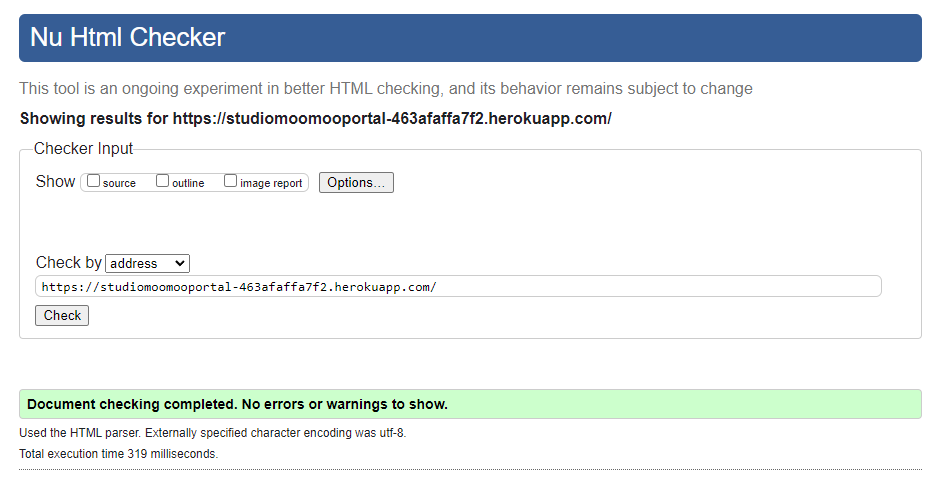 Nu Html Checker
This tool is an ongoing experiment in better HTML checking, and its behavior remains subject to change
Showing results for https://studiomoomooportal-463afaffa7f2.herokuapp.com/
Checker Input
Show source outline image report Options...
Check by address
https://studiomoomooportal-463afaffa7f2.herokuapp.com/
Check
Document checking completed. No errors or warnings to show.
Used the HTML parser. Externally specified character encoding was utf-8.
Total execution time 319 milliseconds.